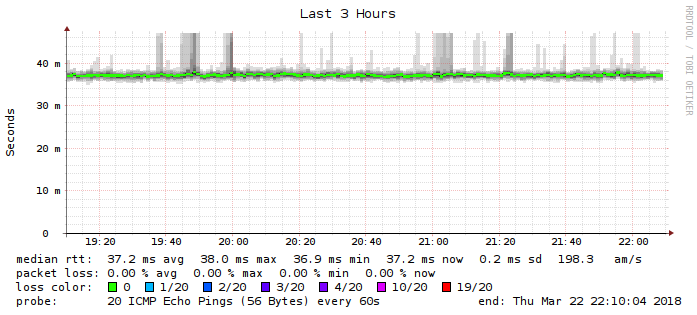 Last 3 Hours
RRDTOOL / TOBI OETIKER
Seconds
40 m
30 m
20 m
10 m
0
19:20 19:40 20:00 20:20 20:40 21:00 21:20 21:40 22:00
median rtt: 37.2 ms avg 38.0 ms max 36.9 ms min 37.2 ms now 0.2 ms sd 198.3 am/s
packet loss: 0.00 % avg 0.00 % max 0.00 % min 0.00 % now
loss color: 0 1/20 2/20 3/20 4/20 10/20 19/20
probe: 20 ICMP Echo Pings (56 Bytes) every 60s end: Thu Mar 22 22:10:04 2018